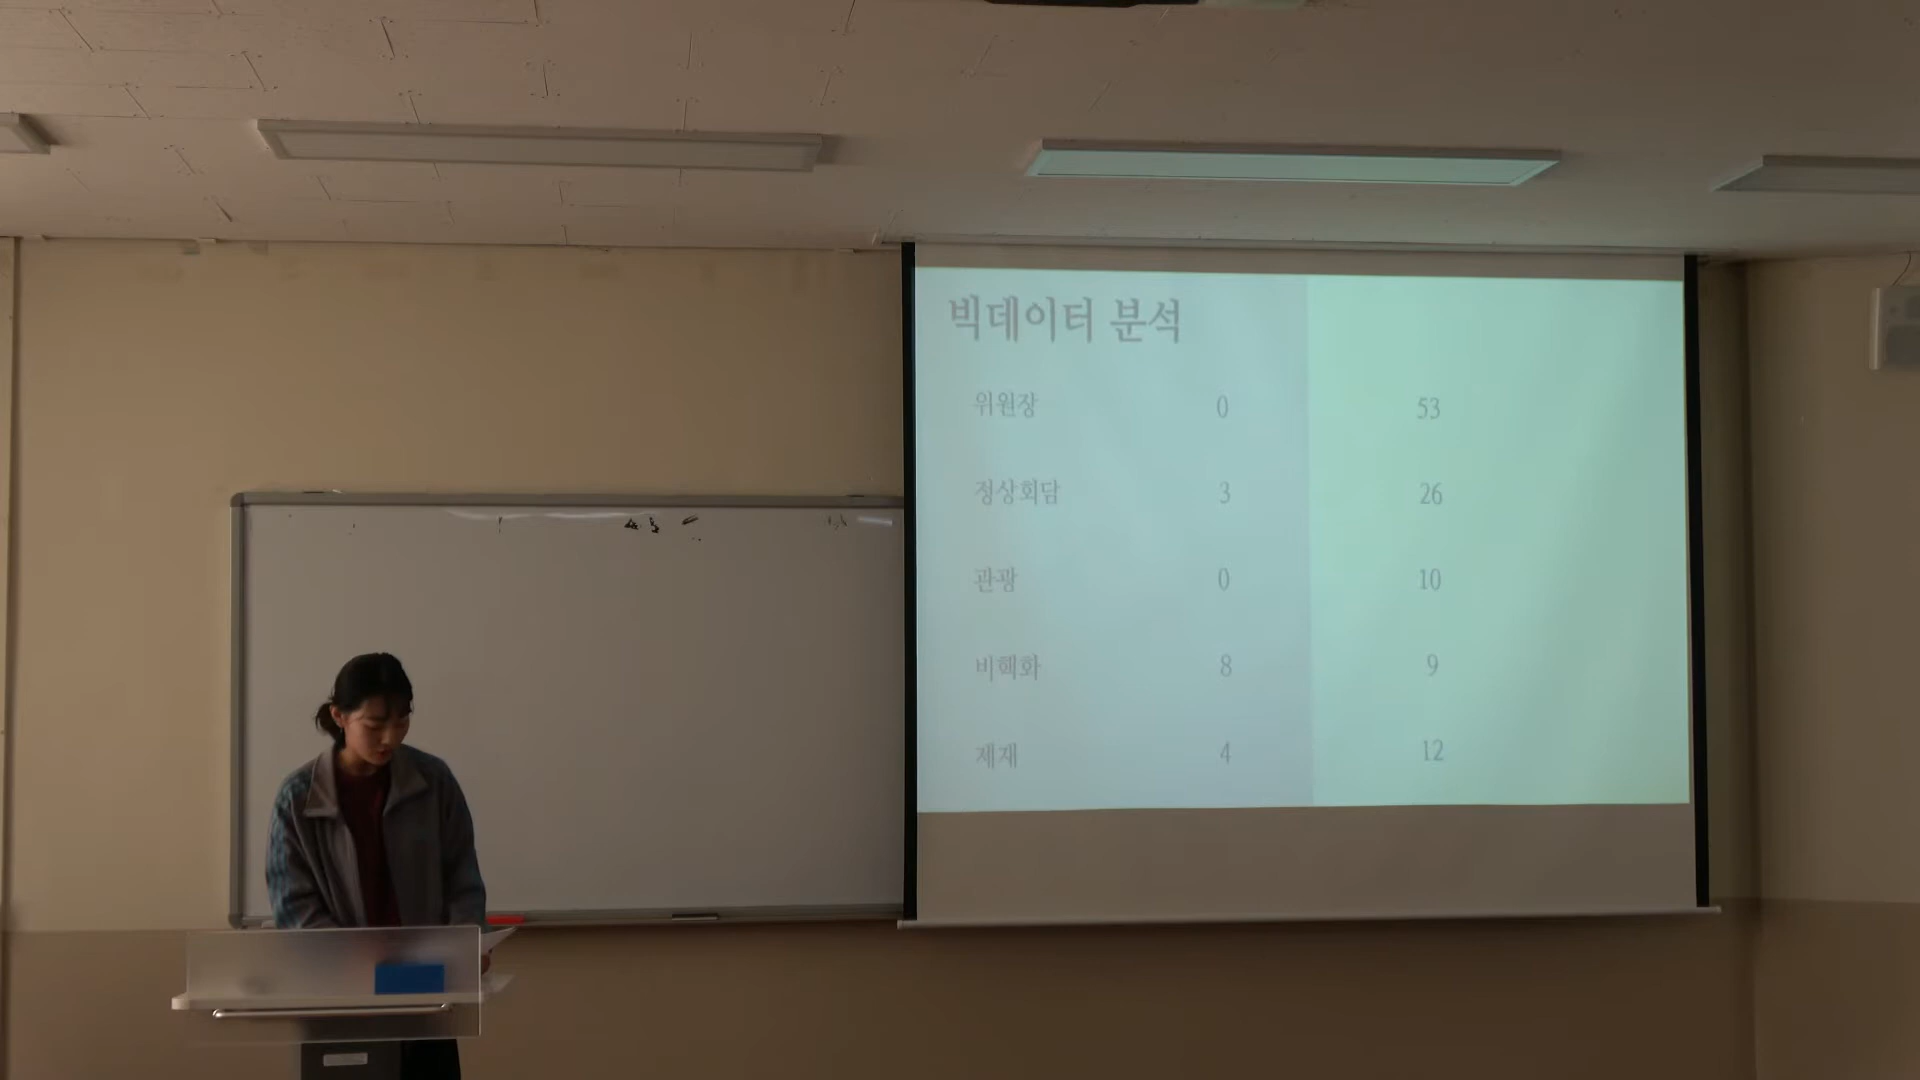 빅데이터 분석
위원장 0 53
정상회담 3 26
관광 0 10
비핵화 8 9
제재 4 12